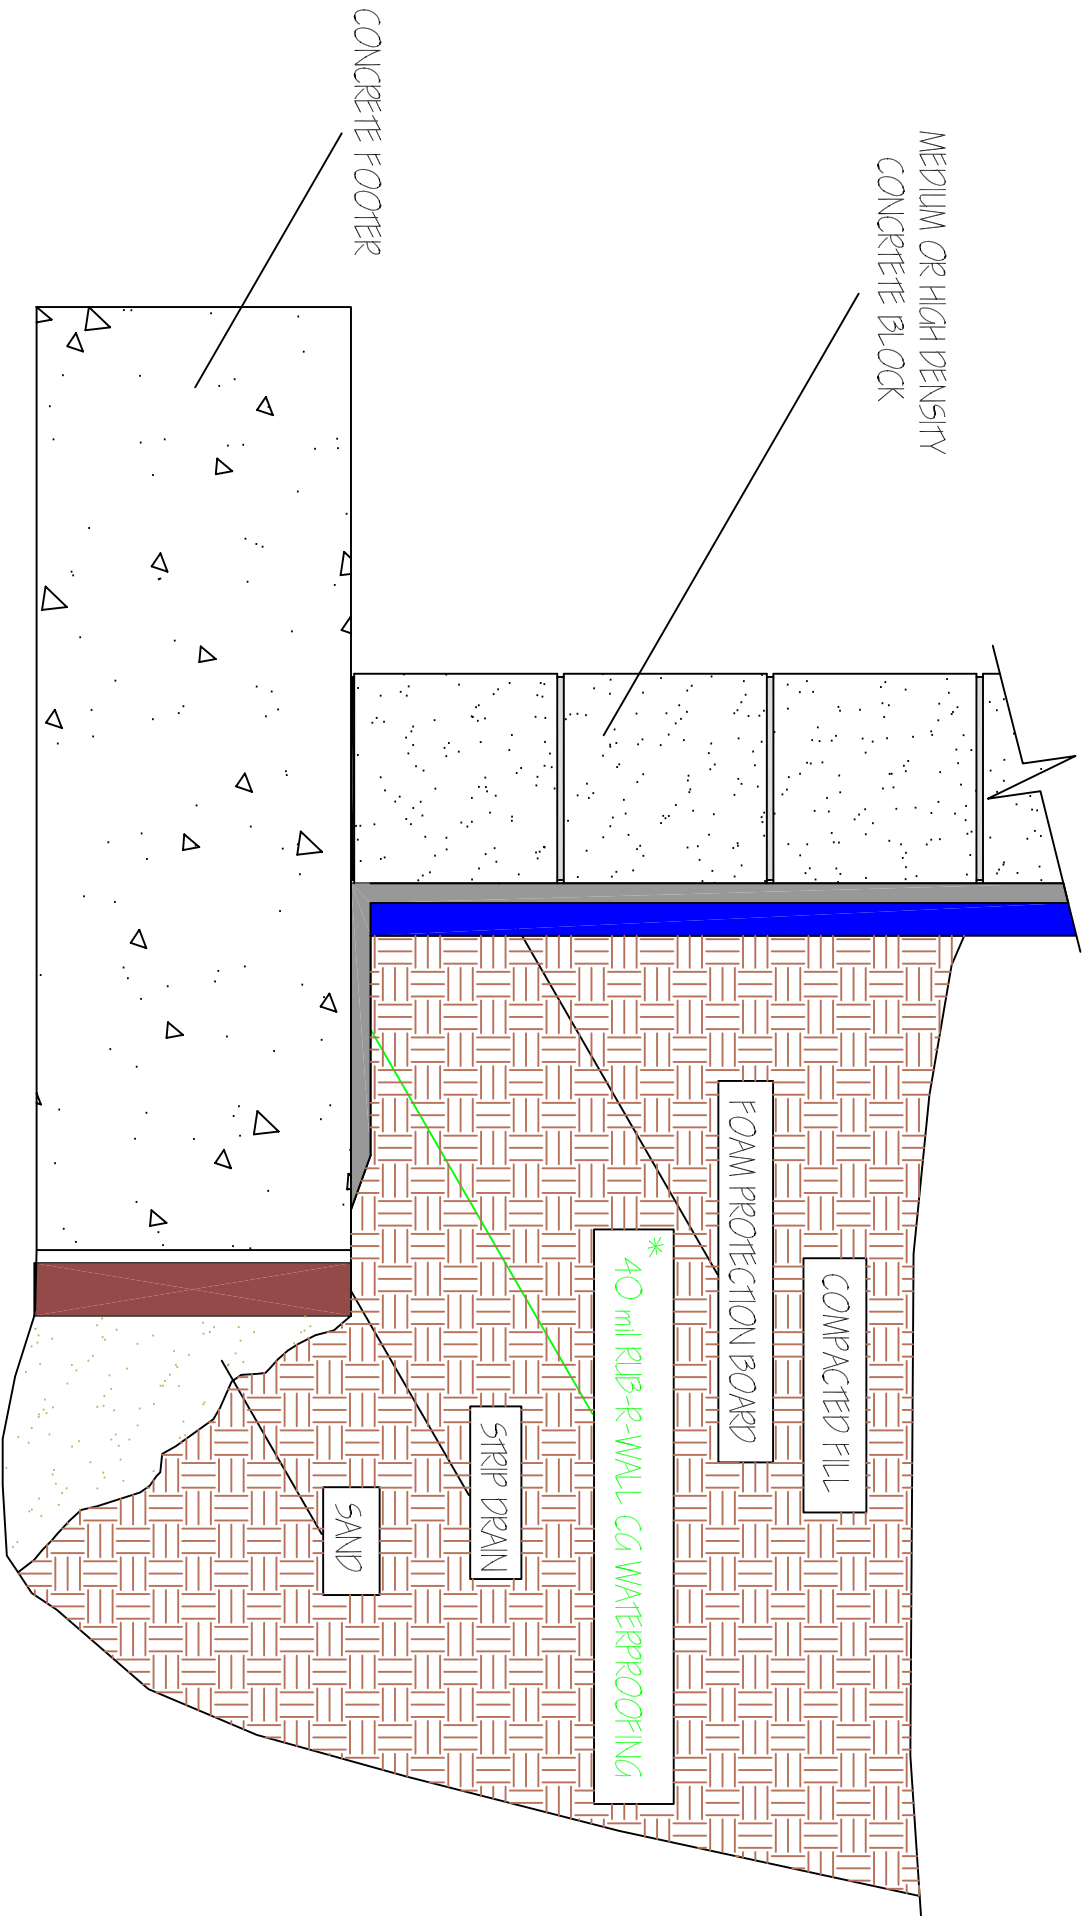 MEDIUM OR HIGH DENSITY
CONCRETE BLOCK
CONCRETE FOOTER
COMPACTED FILL
FOAM PROTECTION BOARD
* 40 mil RUB-R-WALL CG WATERPROOFING
STRIP DRAIN
SAND